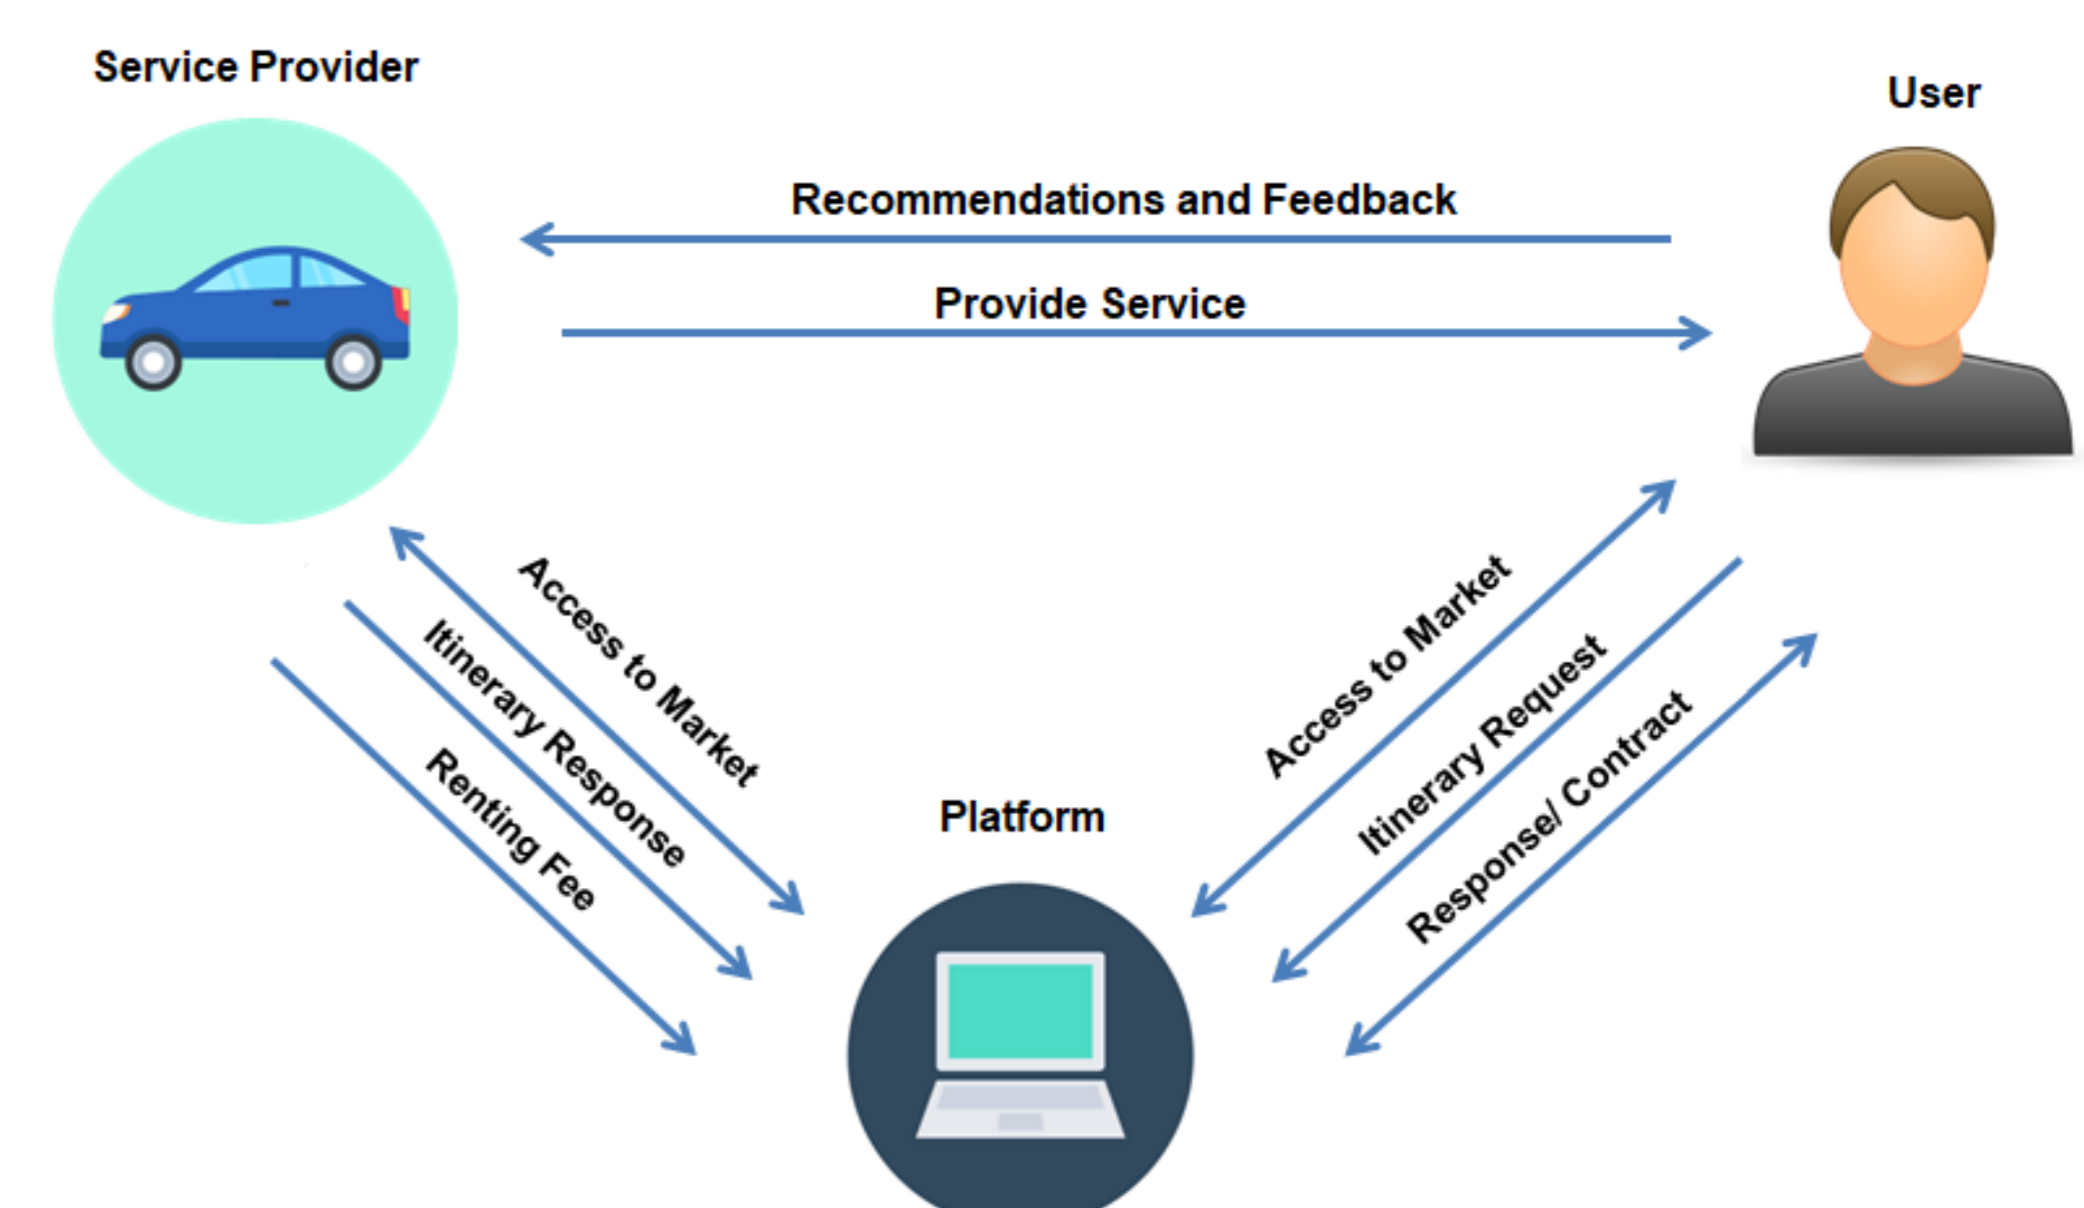 Service Provider
User
Recommendations and Feedback
Provide Service
Access to Market
Itinerary Response
Renting Fee
Platform
Access to Market
Itinerary Request
Response/ Contract